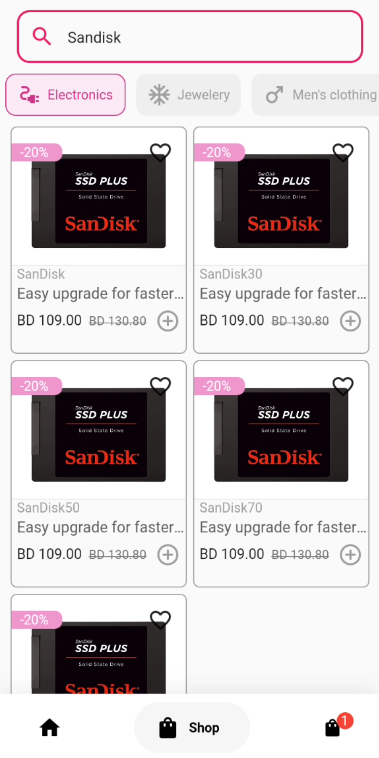 Sandisk
Electronics
Jewelery
Men's clothing
-20%
SanDisk
SSD PLUS
Solid State Drive
SanDisk
SanDisk
Easy upgrade for faster...
BD 109.00 BD 130.80
-20%
SanDisk
SSD PLUS
Solid State Drive
SanDisk
SanDisk30
Easy upgrade for faster...
BD 109.00 BD 130.80
-20%
SanDisk
SSD PLUS
Solid State Drive
SanDisk
SanDisk50
Easy upgrade for faster...
BD 109.00 BD 130.80
-20%
SanDisk
SSD PLUS
Solid State Drive
SanDisk
SanDisk70
Easy upgrade for faster...
BD 109.00 BD 130.80
-20%
SanDisk
SSD PLUS
Solid State Drive
SanDisk
Shop
1